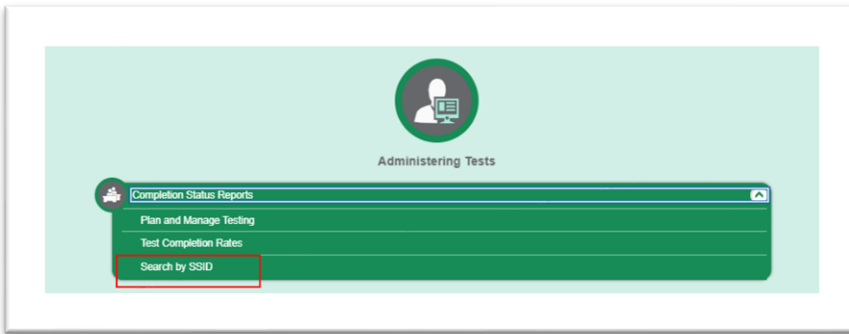 Administering Tests
Completion Status Reports
Plan and Manage Testing
Test Completion Rates
Search by SSID